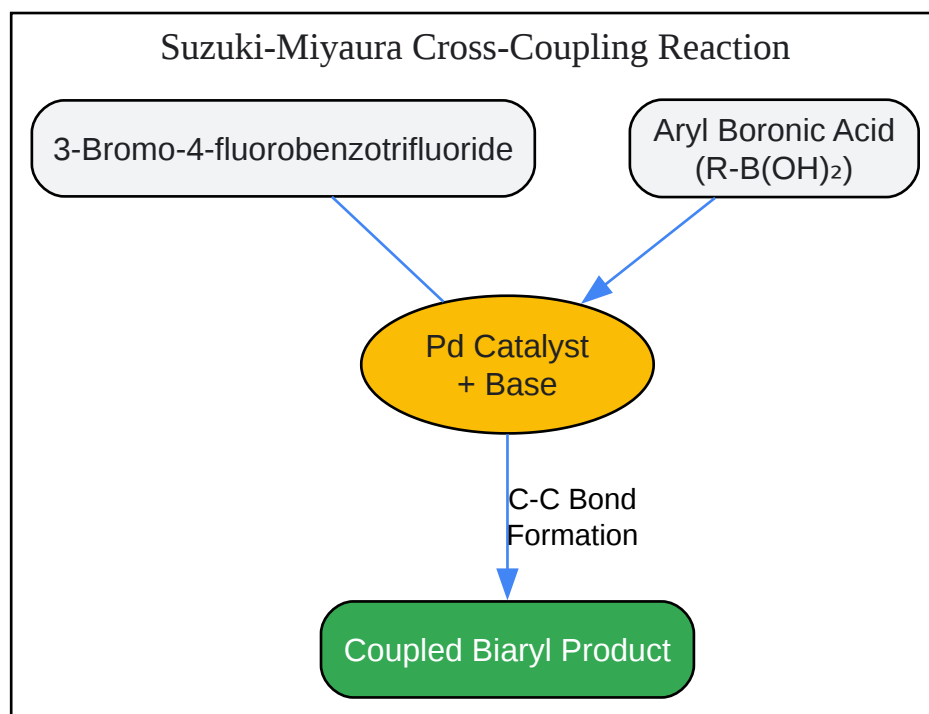 Suzuki-Miyaura Cross-Coupling Reaction
3-Bromo-4-fluorobenzotrifluoride
Aryl Boronic Acid
(R-B(OH)₂)
Pd Catalyst
+ Base
C-C Bond
Formation
Coupled Biaryl Product